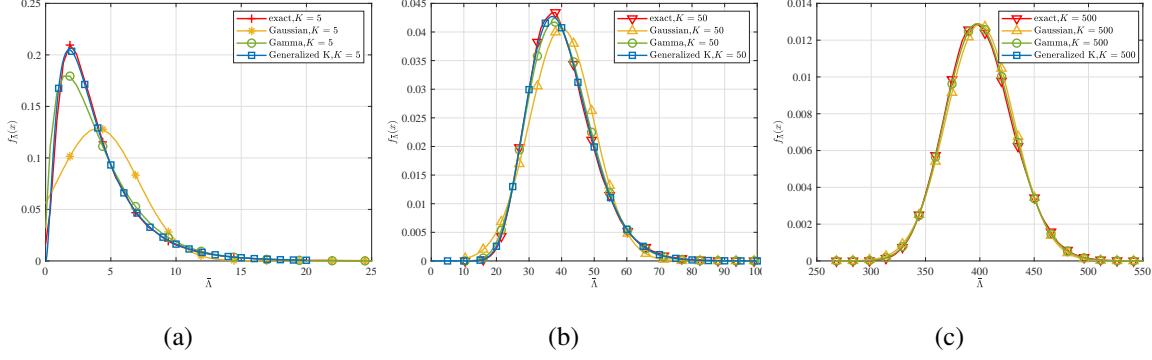 0.25
0.2
0.15
0.1
0.05
0
0 5 10 15 20 25
f_Λ̄(x)
Λ̄
exact,K = 5
Gaussian,K = 5
Gamma,K = 5
Generalized K,K = 5
(a)
0.045
0.04
0.035
0.03
0.025
0.02
0.015
0.01
0.005
0
0 10 20 30 40 50 60 70 80 90 100
f_Λ̄(x)
Λ̄
exact,K = 50
Gaussian,K = 50
Gamma,K = 50
Generalized K,K = 50
(b)
0.014
0.012
0.01
0.008
0.006
0.004
0.002
0
250 300 350 400 450 500 550
f_Λ̄(x)
Λ̄
exact,K = 500
Gaussian,K = 500
Gamma,K = 500
Generalized K,K = 500
(c)